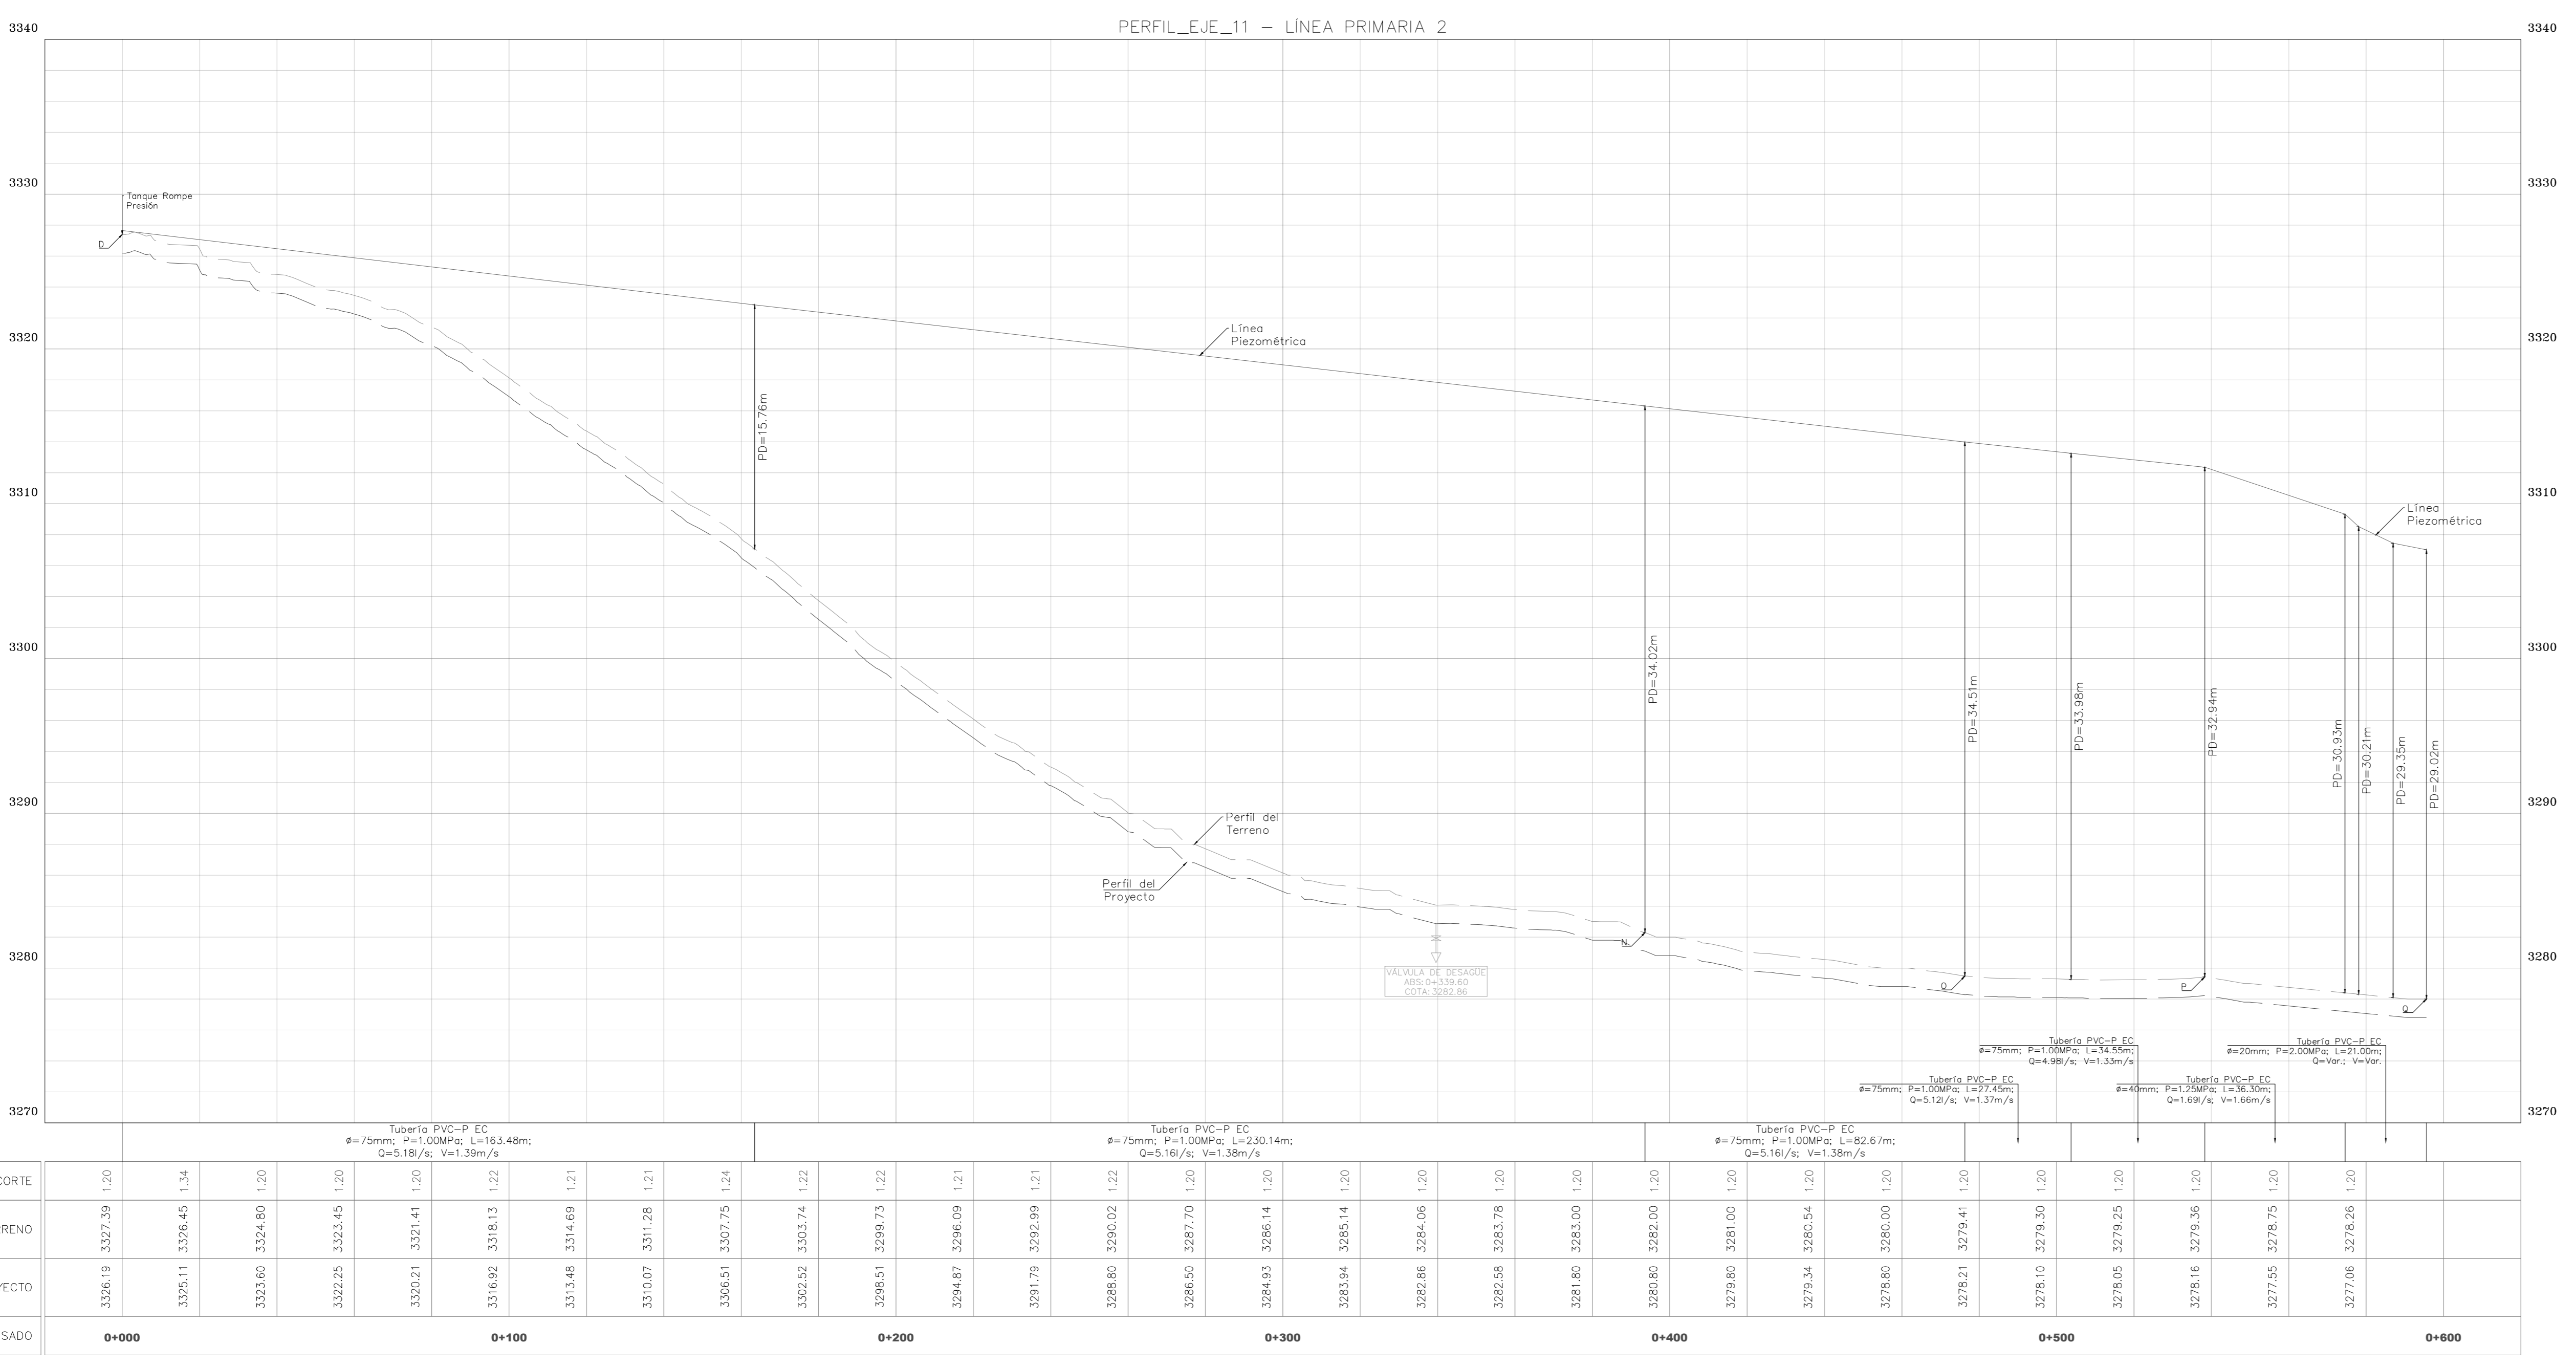 PERFIL_EJE_11 – LÍNEA PRIMARIA 2
3340
3340
3330
3330
3320
3320
3310
3310
3300
3300
3290
3290
3280
3280
3270
3270
Tanque Rompe
Presión
D
Línea
Piezométrica
Línea
Piezométrica
PD=15.76m
PD=34.02m
PD=34.51m
PD=33.98m
PD=32.94m
PD=30.93m
PD=30.21m
PD=29.35m
PD=29.02m
Perfil del
Terreno
Perfil del
Proyecto
N
O
P
Q
VÁLVULA DE DESAGÜE
ABS: 0+339.60
COTA: 3282.86
Tubería PVC–P EC
ø=75mm; P=1.00MPa; L=34.55m;
Q=4.98l/s; V=1.33m/s
Tubería PVC–P EC
ø=20mm; P=2.00MPa; L=21.00m;
Q=Var.; V=Var.
Tubería PVC–P EC
ø=75mm; P=1.00MPa; L=27.45m;
Q=5.12l/s; V=1.37m/s
Tubería PVC–P EC
ø=40mm; P=1.25MPa; L=36.30m;
Q=1.69l/s; V=1.66m/s
Tubería PVC–P EC
ø=75mm; P=1.00MPa; L=163.48m;
Q=5.18l/s; V=1.39m/s
Tubería PVC–P EC
ø=75mm; P=1.00MPa; L=230.14m;
Q=5.16l/s; V=1.38m/s
Tubería PVC–P EC
ø=75mm; P=1.00MPa; L=82.67m;
Q=5.16l/s; V=1.38m/s
CORTE 1.20 1.34 1.20 1.20 1.20 1.22 1.21 1.21 1.24 1.22 1.22 1.21 1.21 1.22 1.20 1.20 1.20 1.20 1.20 1.20 1.20 1.20 1.20 1.20 1.20 1.20 1.20 1.20 1.20 1.20
RENO 3327.39 3326.45 3324.80 3323.45 3321.41 3318.13 3314.69 3311.28 3307.75 3303.74 3299.73 3296.09 3292.99 3290.02 3287.70 3286.14 3285.14 3284.06 3283.78 3283.00 3282.00 3281.00 3280.54 3280.00 3279.41 3279.30 3279.25 3279.36 3278.75 3278.26
YECTO 3326.19 3325.11 3323.60 3322.25 3320.21 3316.92 3313.48 3310.07 3306.51 3302.52 3298.51 3294.87 3291.79 3288.80 3286.50 3284.93 3283.94 3282.86 3282.58 3281.80 3280.80 3279.80 3279.34 3278.80 3278.21 3278.10 3278.05 3278.16 3277.55 3277.06
SADO 0+000 0+100 0+200 0+300 0+400 0+500 0+600